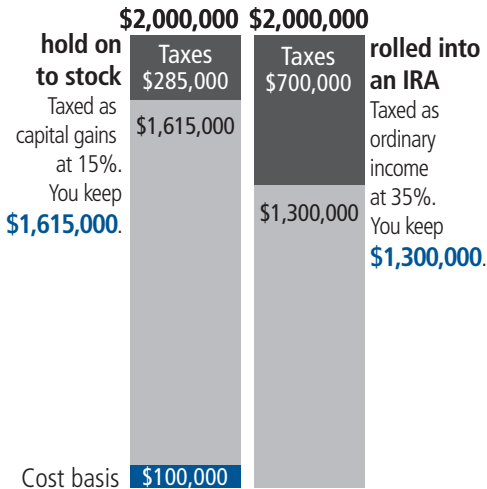 $2,000,000 $2,000,000
hold on
to stock
Taxed as
capital gains
at 15%.
You keep
$1,615,000.
Taxes
$285,000
$1,615,000
Taxes
$700,000
$1,300,000
rolled into
an IRA
Taxed as
ordinary
income
at 35%.
You keep
$1,300,000.
Cost basis $100,000